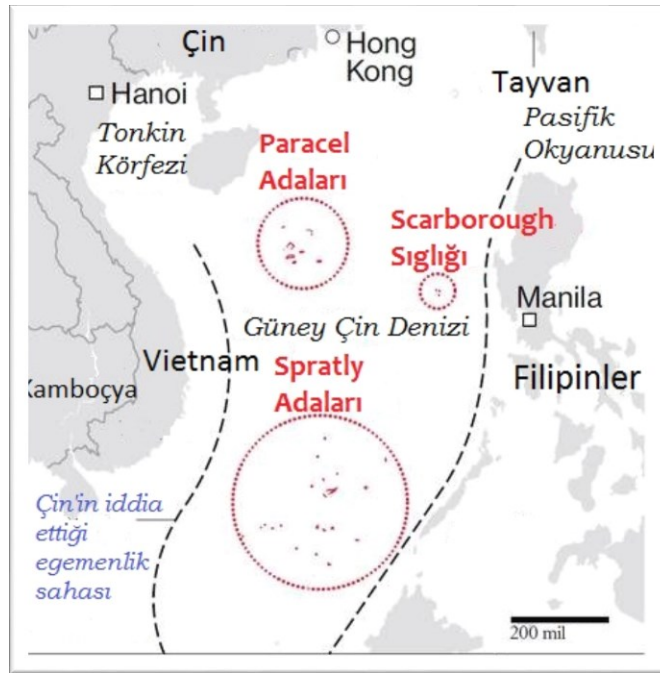 Çin
Hong
Kong
Hanoi
Tayvan
Tonkin
Körfezi
Pasifik
Okyanusu
Paracel
Adaları
Scarborough
Sıglığı
Manila
Güney Çin Denizi
Vietnam
Spratly
Adaları
Filipinler
Kamboçya
Çin'in iddia
ettiği
egemenlik
sahası
200 mil